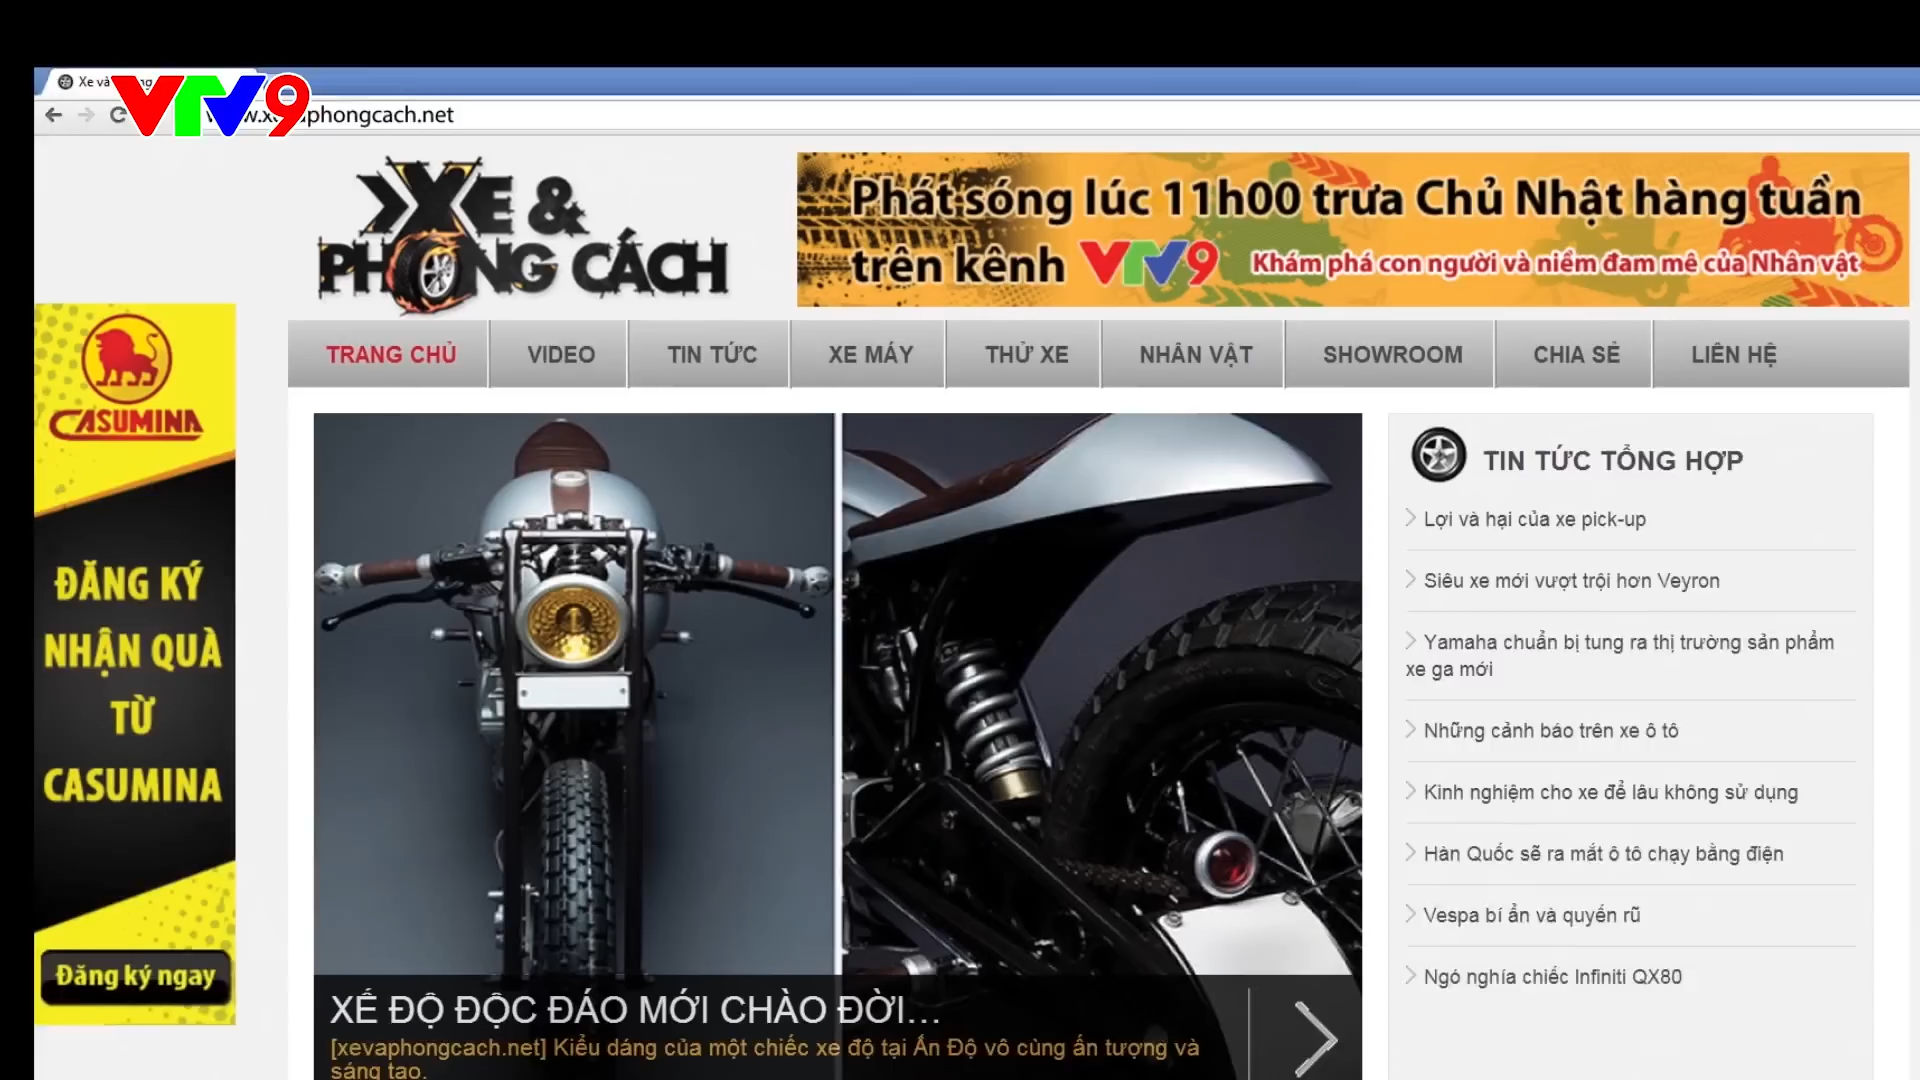 Xe và
VTV9
www.xevaphongcach.net
XE &
PHONG CÁCH
Phát sóng lúc 11h00 trưa Chủ Nhật hàng tuần
trên kênh VTV9 Khám phá con người và niềm đam mê của Nhân vật
TRANG CHỦ VIDEO TIN TỨC XE MÁY THỬ XE NHÂN VẬT SHOWROOM CHIA SẺ LIÊN HỆ
CASUMINA
ĐĂNG KÝ
NHẬN QUÀ
TỪ
CASUMINA
Đăng ký ngay
XẾ ĐỘ ĐỘC ĐÁO MỚI CHÀO ĐỜI...
[xevaphongcach.net] Kiểu dáng của một chiếc xe độ tại Ấn Độ vô cùng ấn tượng và
sáng tạo.
TIN TỨC TỔNG HỢP
Lợi và hại của xe pick-up
Siêu xe mới vượt trội hơn Veyron
Yamaha chuẩn bị tung ra thị trường sản phẩm
xe ga mới
Những cảnh báo trên xe ô tô
Kinh nghiệm cho xe để lâu không sử dụng
Hàn Quốc sẽ ra mắt ô tô chạy bằng điện
Vespa bí ẩn và quyến rũ
Ngó nghía chiếc Infiniti QX80